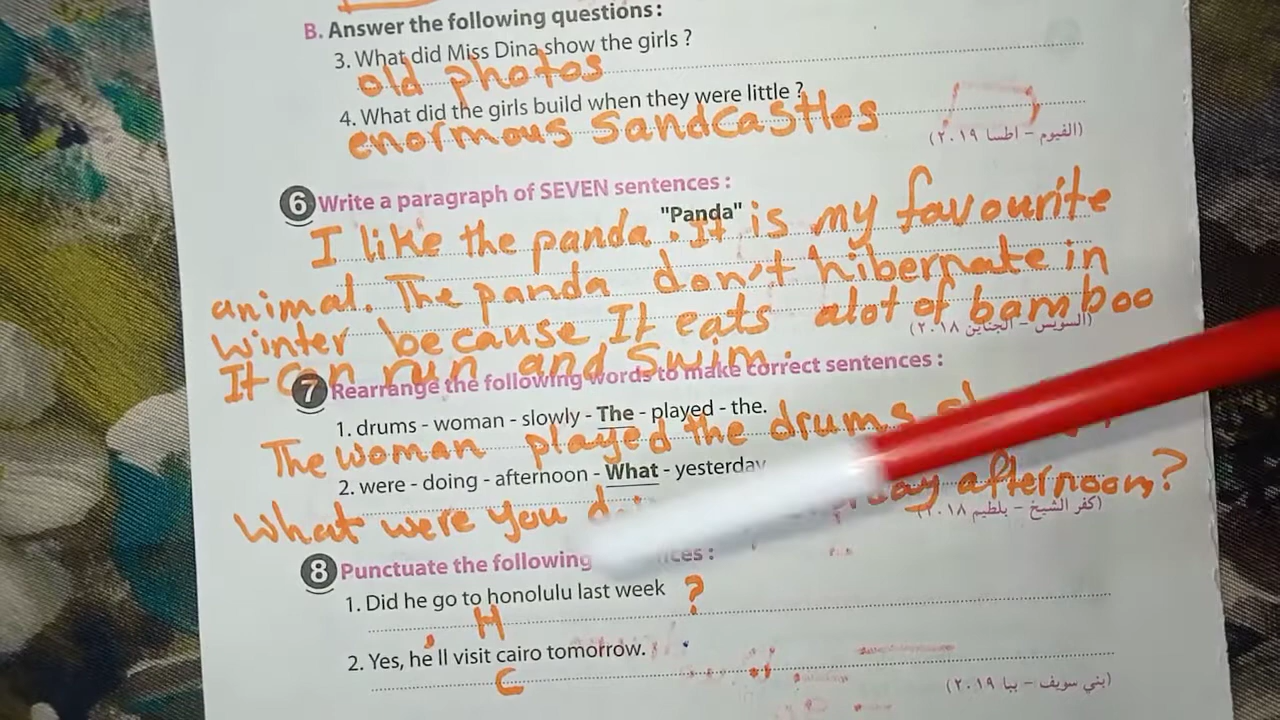 B. Answer the following questions:
3. What did Miss Dina show the girls ?
old photos
4. What did the girls build when they were little ?
enormous Sandcastles
(الفيوم - اطسا ٢٠١٩)
6 Write a paragraph of SEVEN sentences :
"Panda"
I like the panda. It is my favourite
animal. The panda don't hibernate in
winter because It eats alot of bamboo
(السويس - الجناين ٢٠١٨)
It can run and Swim.
7 Rearrange the following words to make correct sentences :
1. drums - woman - slowly - The - played - the.
The woman played the drums
2. were - doing - afternoon - What - yesterday
What were you afternoon?
(كفر الشيخ - بلطيم ٢٠١٨)
8 Punctuate the following
1. Did he go to honolulu last week ?
H
2. Yes, he ll visit cairo tomorrow.
,
C
(بني سويف - ببا ٢٠١٩)